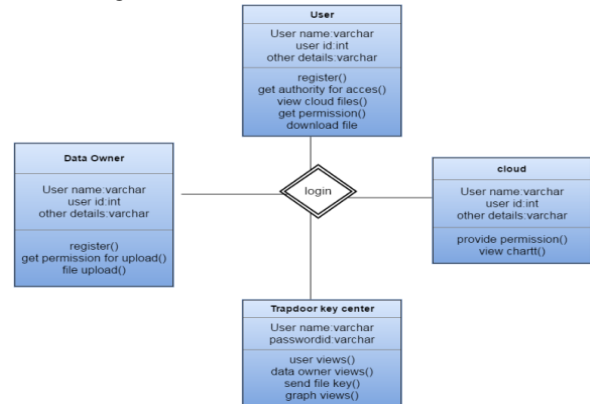 User
User name:varchar
user id:int
other details:varchar
register()
get authority for acces()
view cloud files()
get permission()
download file
Data Owner
User name:varchar
user id:int
other details:varchar
register()
get permission for upload()
file upload()
login
cloud
User name:varchar
user id:int
other details:varchar
provide permission()
view chartt()
Trapdoor key center
User name:varchar
passwordid:varchar
user views()
data owner views()
send file key()
graph views()